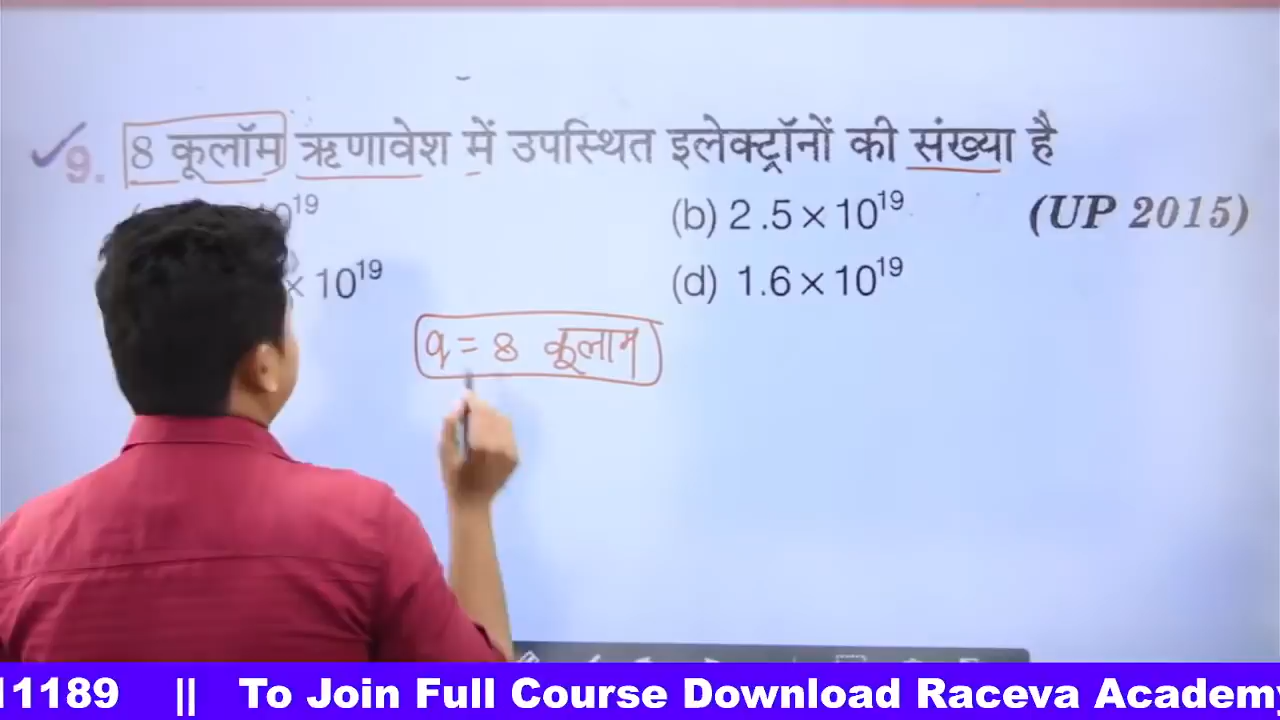 9. 8 कूलॉम ऋणावेश में उपस्थित इलेक्ट्रॉनों की संख्या है
(b) 2.5×10¹⁹ (UP 2015)
× 10¹⁹ (d) 1.6×10¹⁹
q = 8 कूलाम
11189 || To Join Full Course Download Raceva Academy